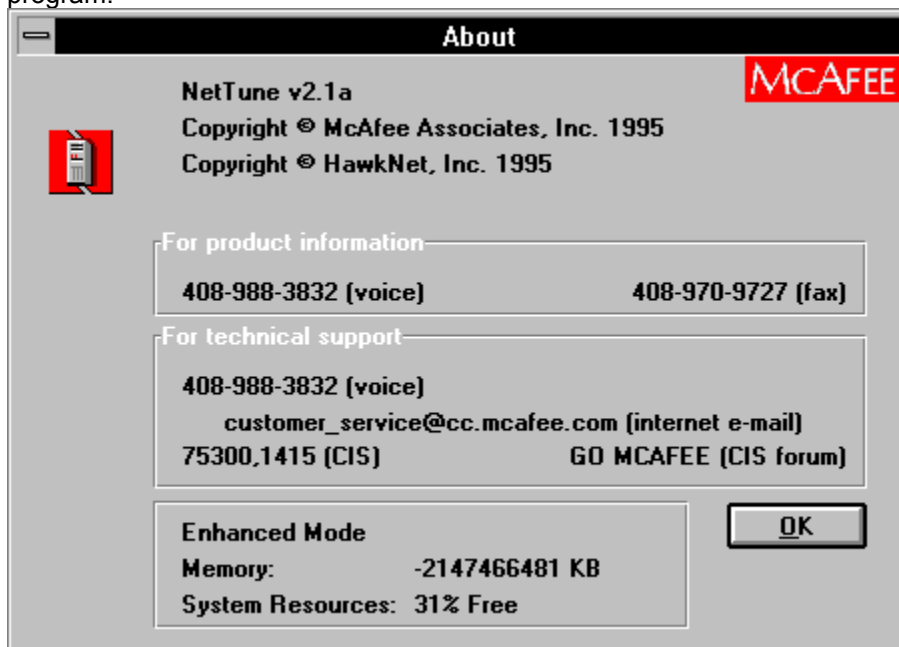 program.
About
McAfee
NetTune v2.1a
Copyright © McAfee Associates, Inc. 1995
Copyright © HawkNet, Inc. 1995
For product information
408-988-3832 (voice) 408-970-9727 (fax)
For technical support
408-988-3832 (voice)
customer_service@cc.mcafee.com (internet e-mail)
75300,1415 (CIS) GO MCAFEE (CIS forum)
Enhanced Mode
Memory: -2147466481 KB
System Resources: 31% Free
OK